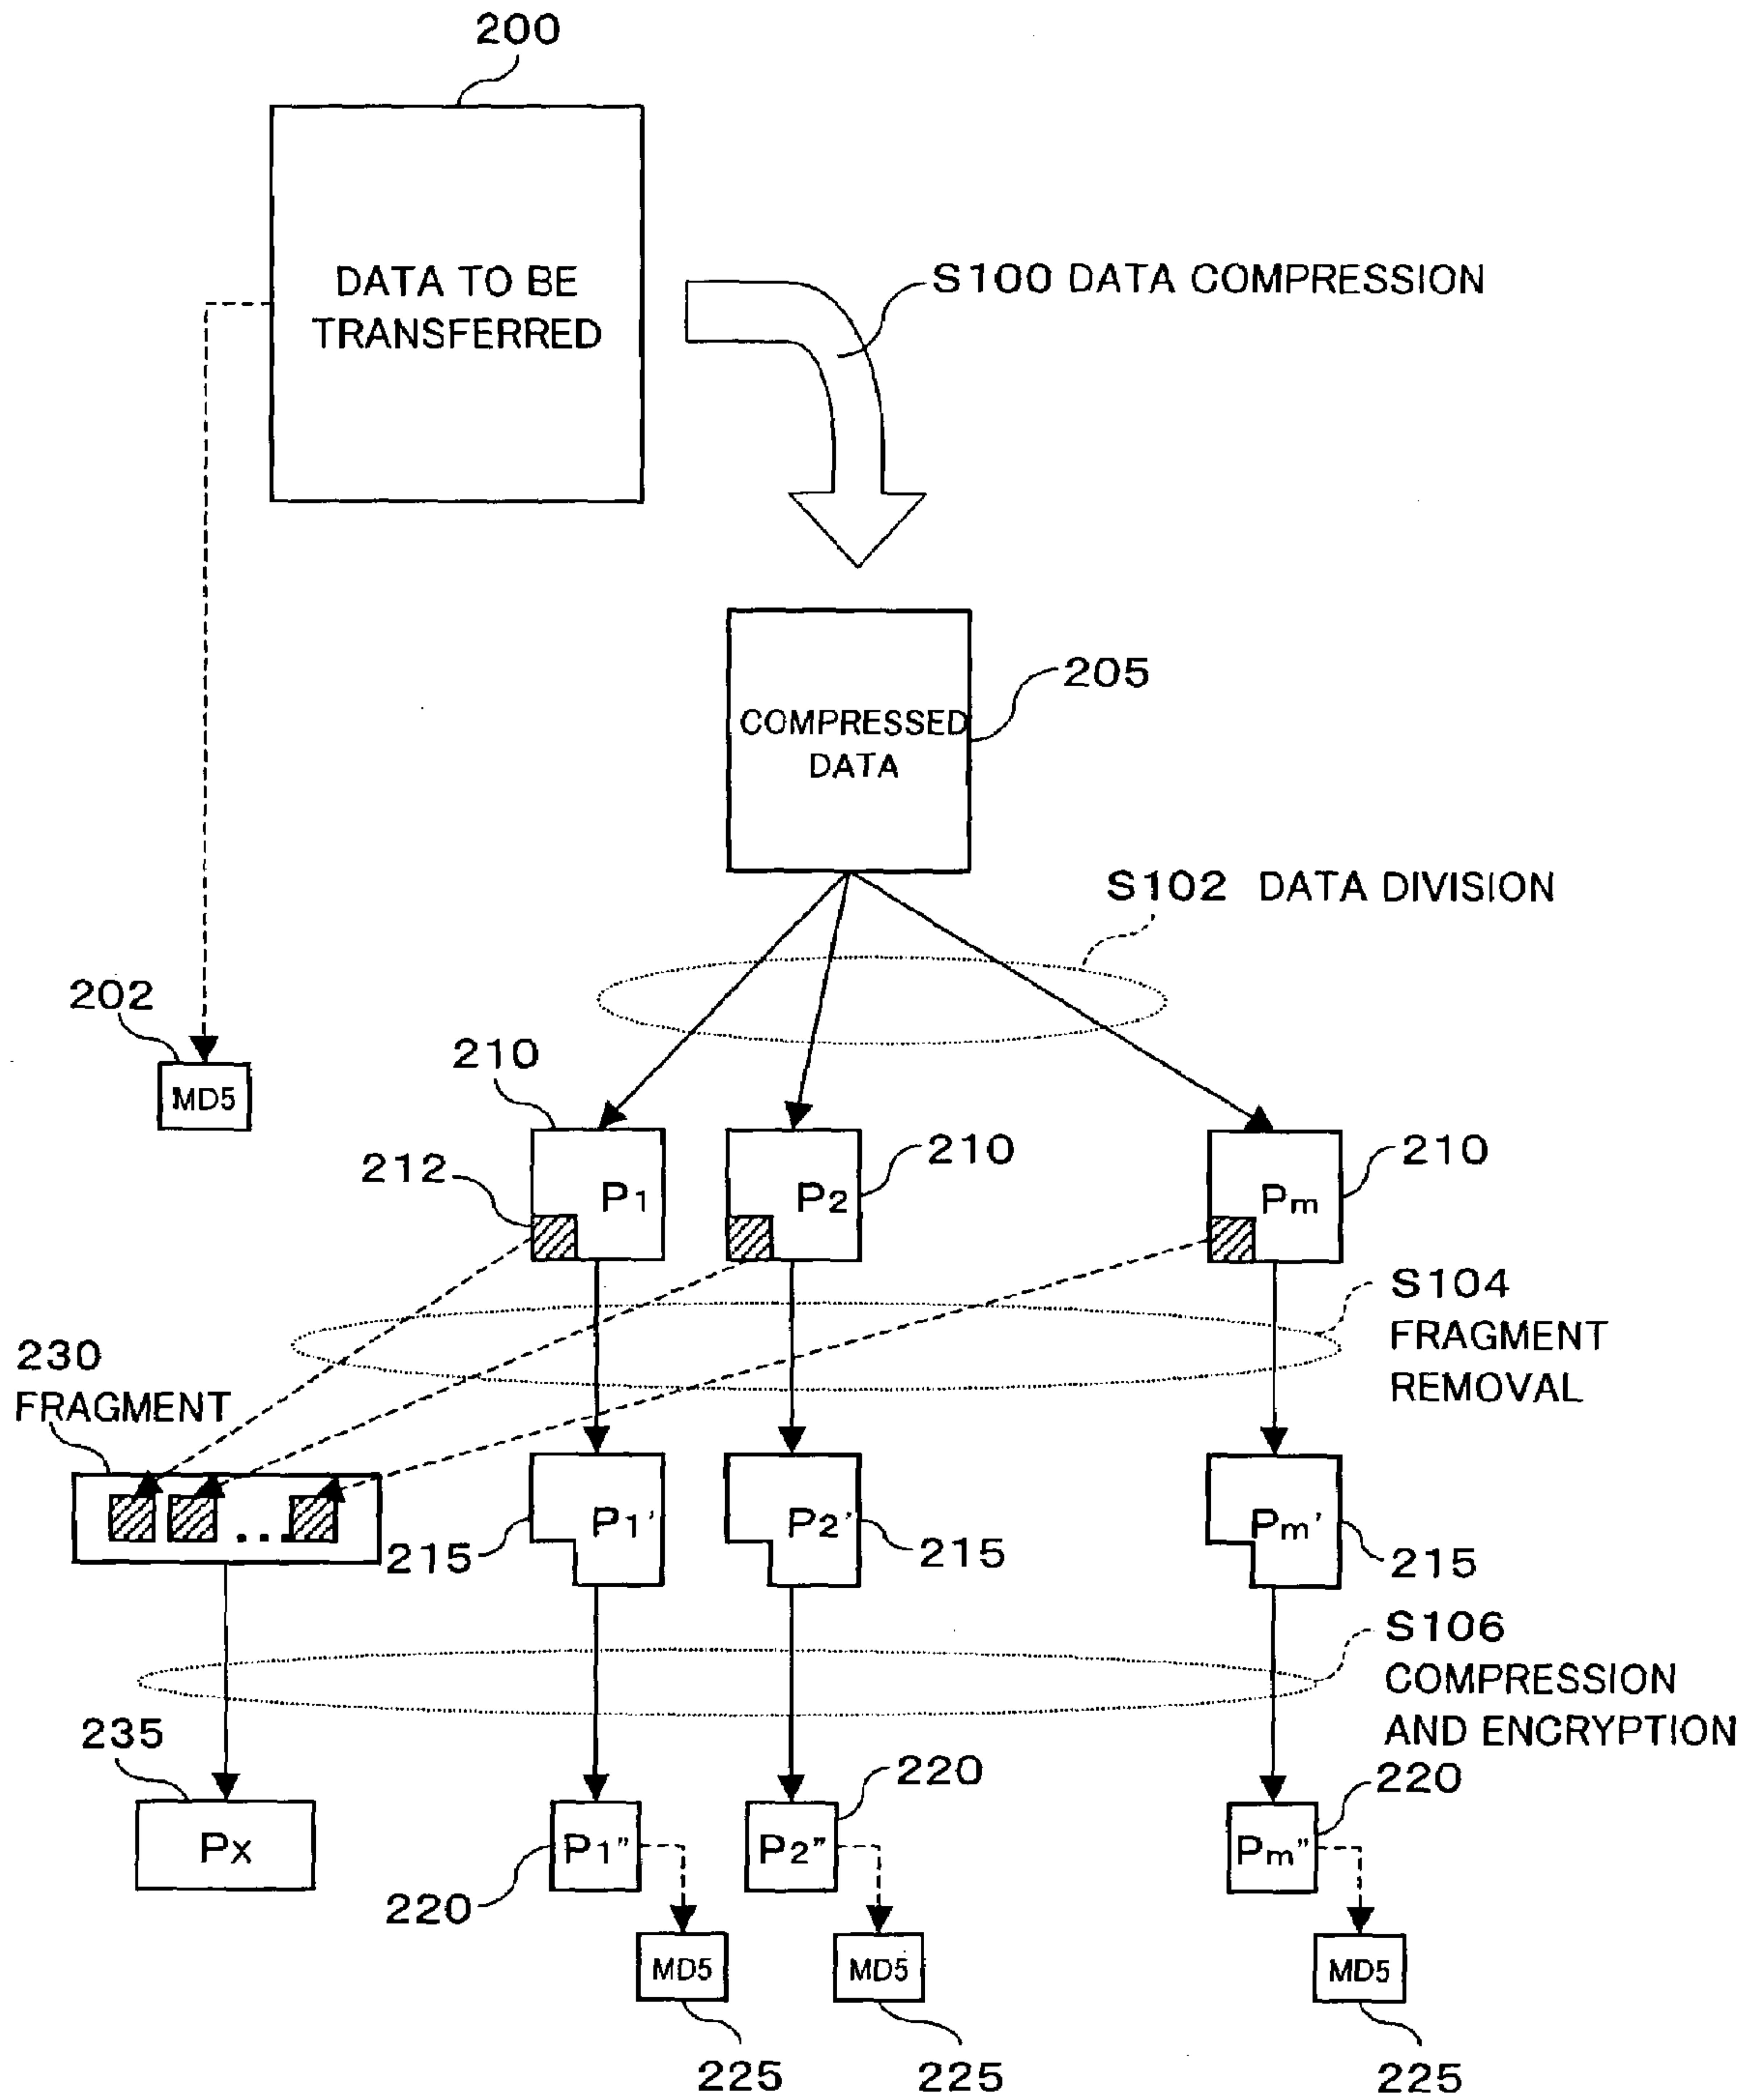 200
DATA TO BE
TRANSFERRED
S100 DATA COMPRESSION
205
COMPRESSED
DATA
S102 DATA DIVISION
202
MD5
210
210
210
212
P1
P2
Pm
S104
FRAGMENT
REMOVAL
230
FRAGMENT
...
P1'
P2'
Pm'
215
215
215
S106
COMPRESSION
AND ENCRYPTION
235
220
220
Px
P1"
P2"
Pm"
220
MD5
MD5
MD5
225
225
225